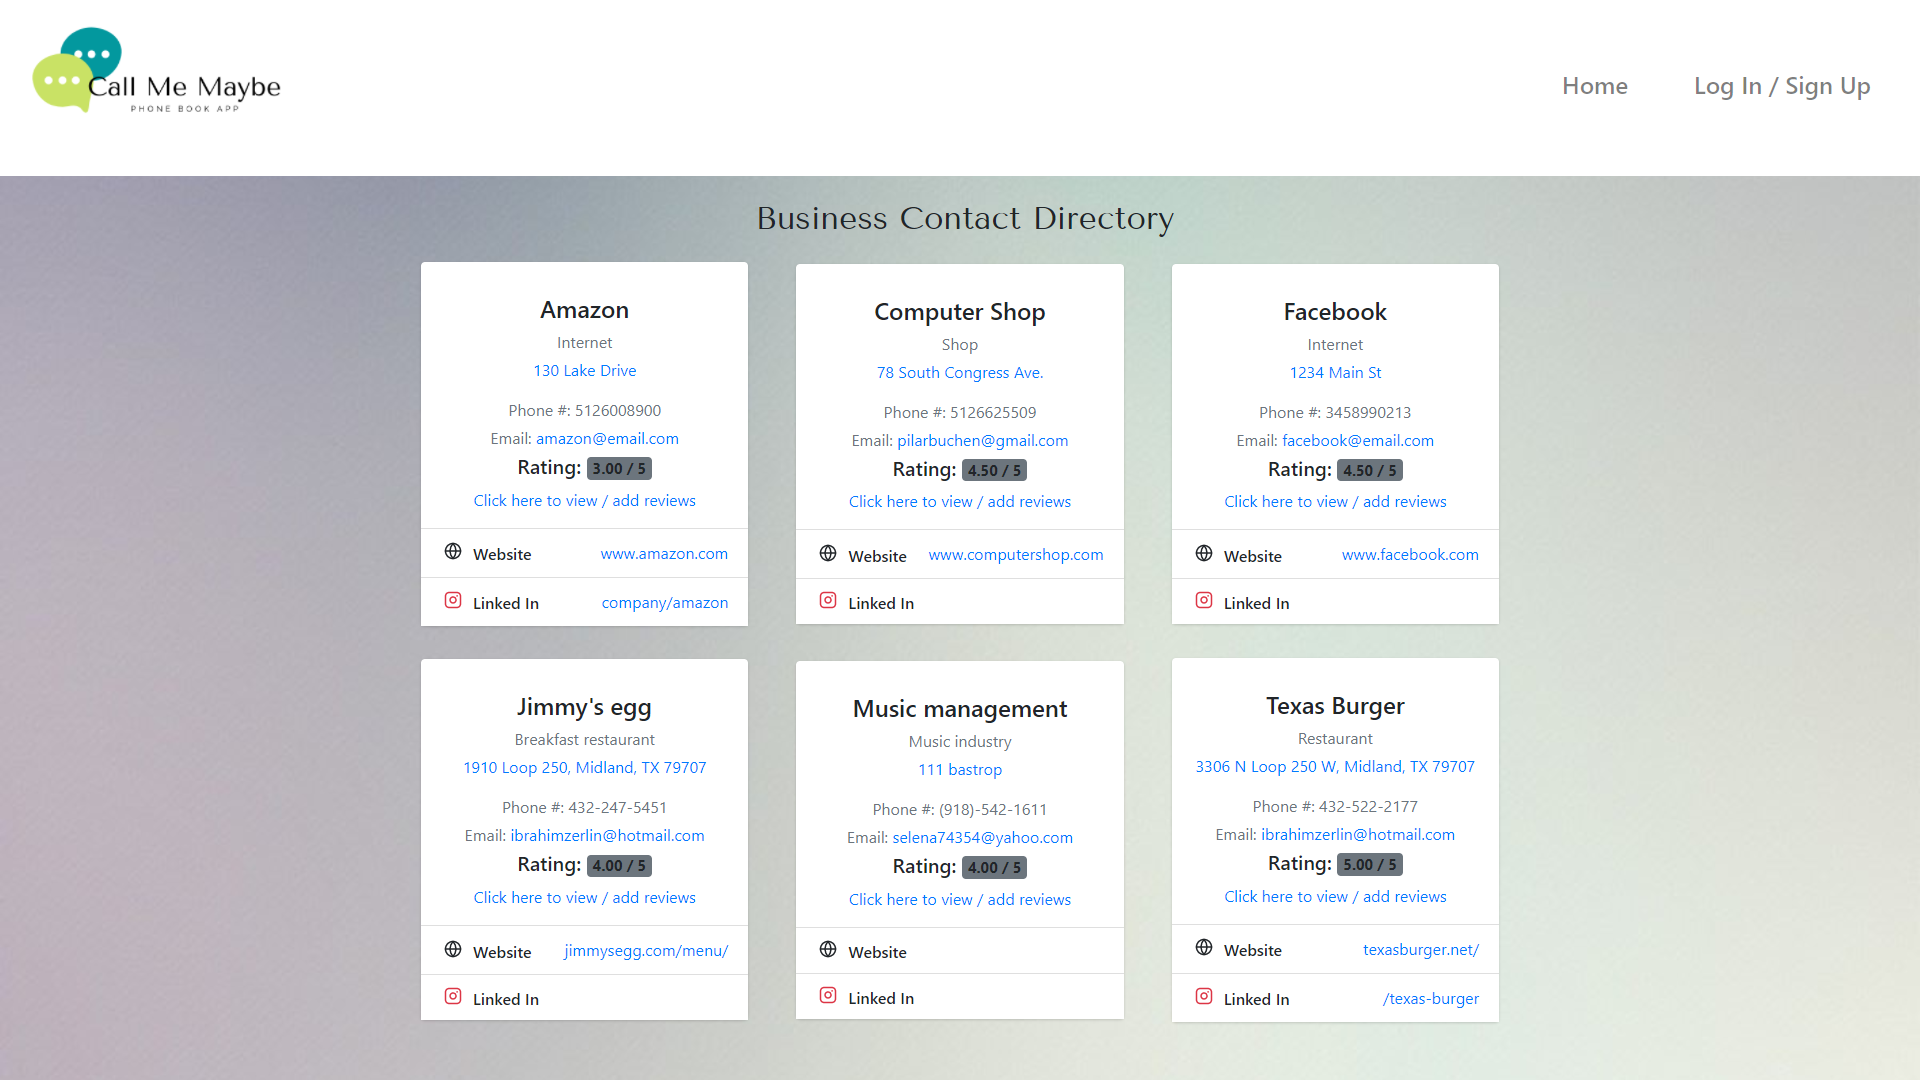 Call Me Maybe
PHONE BOOK APP
Home
Log In / Sign Up
Business Contact Directory
Amazon
Internet
130 Lake Drive
Phone #: 5126008900
Email: amazon@email.com
Rating: 3.00 / 5
Click here to view / add reviews
Website www.amazon.com
Linked In company/amazon
Computer Shop
Shop
78 South Congress Ave.
Phone #: 5126625509
Email: pilarbuchen@gmail.com
Rating: 4.50 / 5
Click here to view / add reviews
Website www.computershop.com
Linked In
Facebook
Internet
1234 Main St
Phone #: 3458990213
Email: facebook@email.com
Rating: 4.50 / 5
Click here to view / add reviews
Website www.facebook.com
Linked In
Jimmy's egg
Breakfast restaurant
1910 Loop 250, Midland, TX 79707
Phone #: 432-247-5451
Email: ibrahimzerlin@hotmail.com
Rating: 4.00 / 5
Click here to view / add reviews
Website jimmysegg.com/menu/
Linked In
Music management
Music industry
111 bastrop
Phone #: (918)-542-1611
Email: selena74354@yahoo.com
Rating: 4.00 / 5
Click here to view / add reviews
Website
Linked In
Texas Burger
Restaurant
3306 N Loop 250 W, Midland, TX 79707
Phone #: 432-522-2177
Email: ibrahimzerlin@hotmail.com
Rating: 5.00 / 5
Click here to view / add reviews
Website texasburger.net/
Linked In /texas-burger